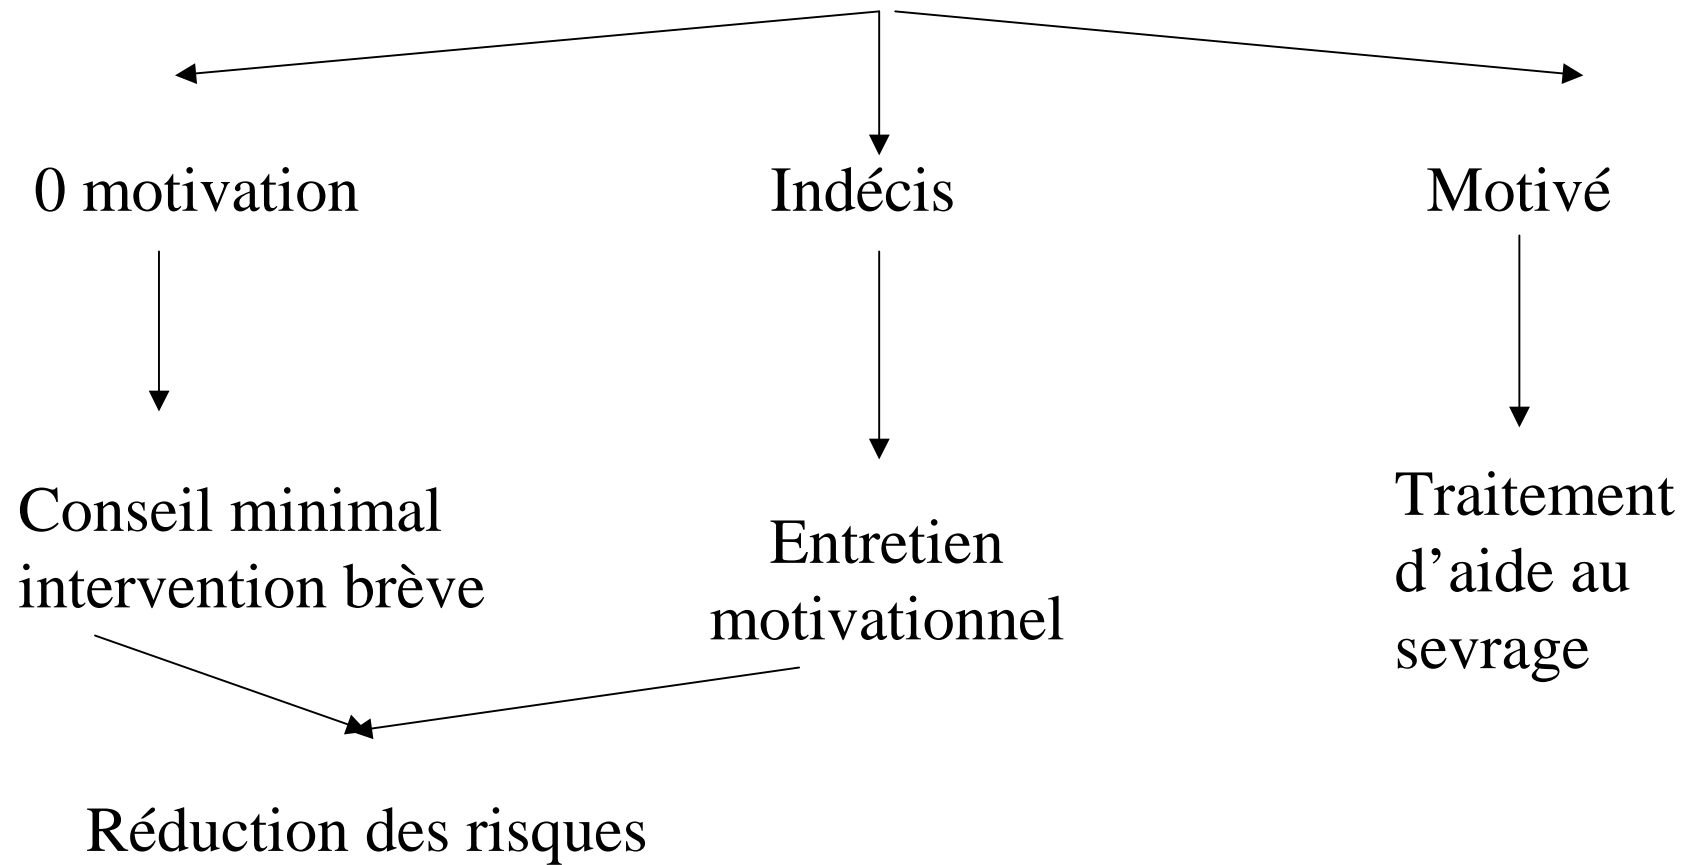 0 motivation
Indécis
Motivé
Conseil minimal
intervention brève
Entretien
motivationnel
Traitement
d’aide au
sevrage
Réduction des risques